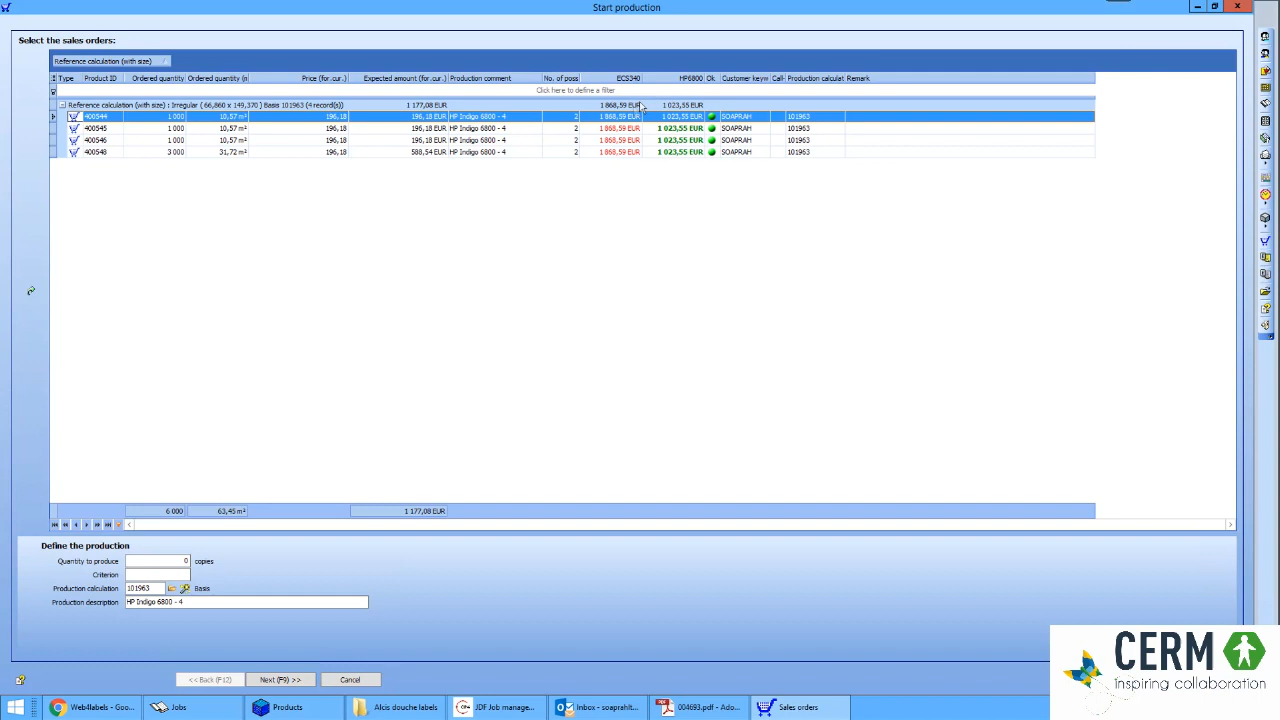 Start production
Select the sales orders:
Reference calculation (with size)
Type Product ID Ordered quantity Ordered quantity (m Price (for.cur.) Expected amount (for.cur.) Production comment No. of poss ECS340 HP6800 Ok Customer keyw Call- Production calculat Remark
Click here to define a filter
Reference calculation (with size) : Irregular ( 66,860 x 149,370 ) Basis 101963 (4 record(s)) 1 177,08 EUR 1 868,59 EUR 1 023,55 EUR
400544 1 000 10,57 m² 196,18 196,18 EUR HP Indigo 6800 - 4 2 1 868,59 EUR 1 023,55 EUR SOAPRAH 101963
400545 1 000 10,57 m² 196,18 196,18 EUR HP Indigo 6800 - 4 2 1 868,59 EUR 1 023,55 EUR SOAPRAH 101963
400546 1 000 10,57 m² 196,18 196,18 EUR HP Indigo 6800 - 4 2 1 868,59 EUR 1 023,55 EUR SOAPRAH 101963
400548 3 000 31,72 m² 196,18 588,54 EUR HP Indigo 6800 - 4 2 1 868,59 EUR 1 023,55 EUR SOAPRAH 101963
6 000 63,45 m² 1 177,08 EUR
Define the production
Quantity to produce 0 copies
Criterion
Production calculation 101963 Basis
Production description HP Indigo 6800 - 4
<< Back (F12) Next (F9) >> Cancel
CERM
inspiring collaboration
Web4labels - Goo... Jobs Products Alcis douche labels JDF Job manage... Inbox - soaprahlt... 004693.pdf - Ado... Sales orders